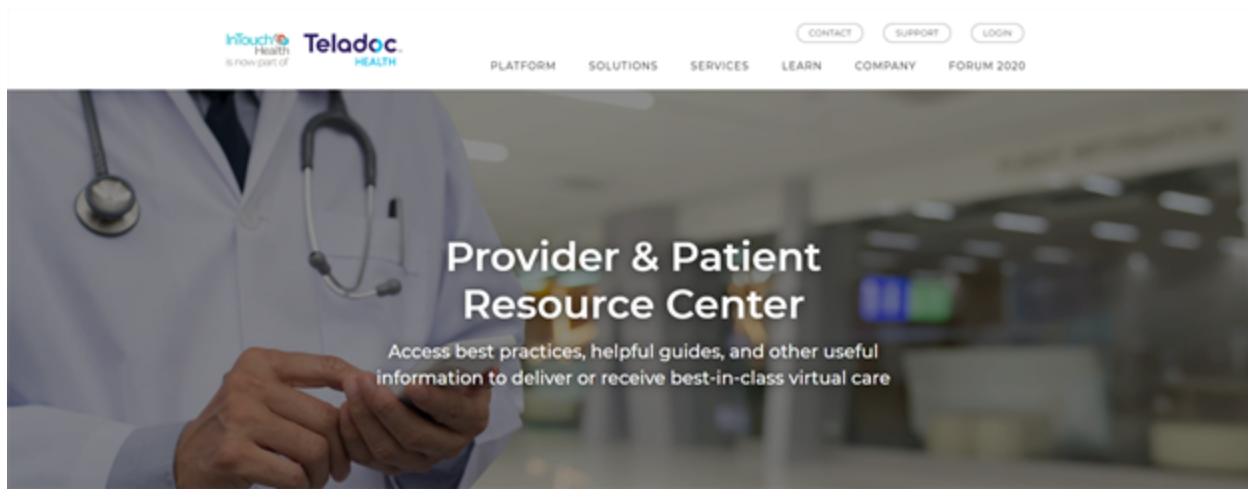 InTouch
Health
is now part of
Teladoc
HEALTH
CONTACT
SUPPORT
LOGIN
PLATFORM
SOLUTIONS
SERVICES
LEARN
COMPANY
FORUM 2020
Provider & Patient
Resource Center
Access best practices, helpful guides, and other useful
information to deliver or receive best-in-class virtual care